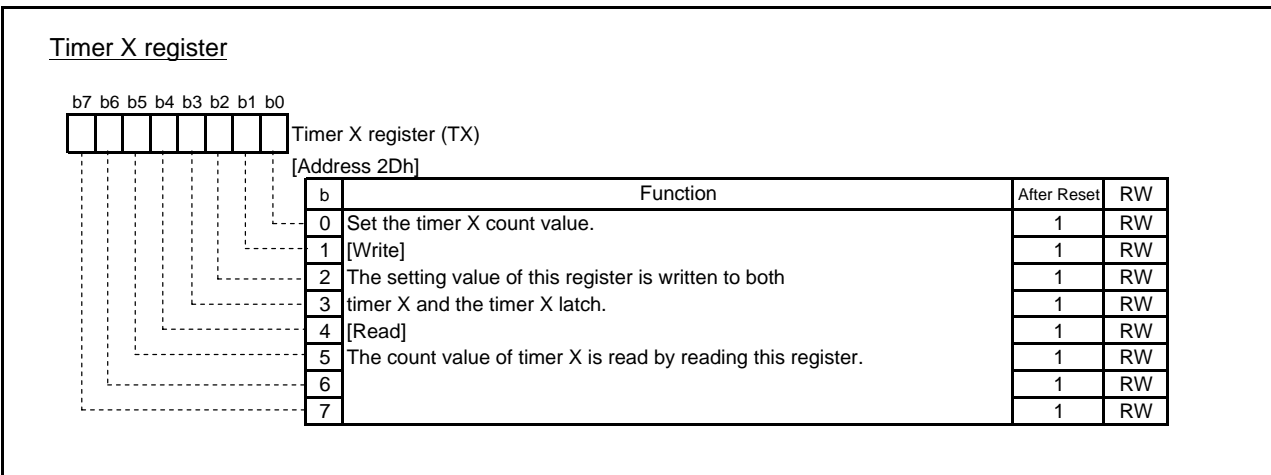 Timer X register
b7 b6 b5 b4 b3 b2 b1 b0
Timer X register (TX)
[Address 2Dh]
b Function After Reset RW
0 Set the timer X count value. 1 RW
1 [Write] 1 RW
2 The setting value of this register is written to both 1 RW
3 timer X and the timer X latch. 1 RW
4 [Read] 1 RW
5 The count value of timer X is read by reading this register. 1 RW
6 1 RW
7 1 RW